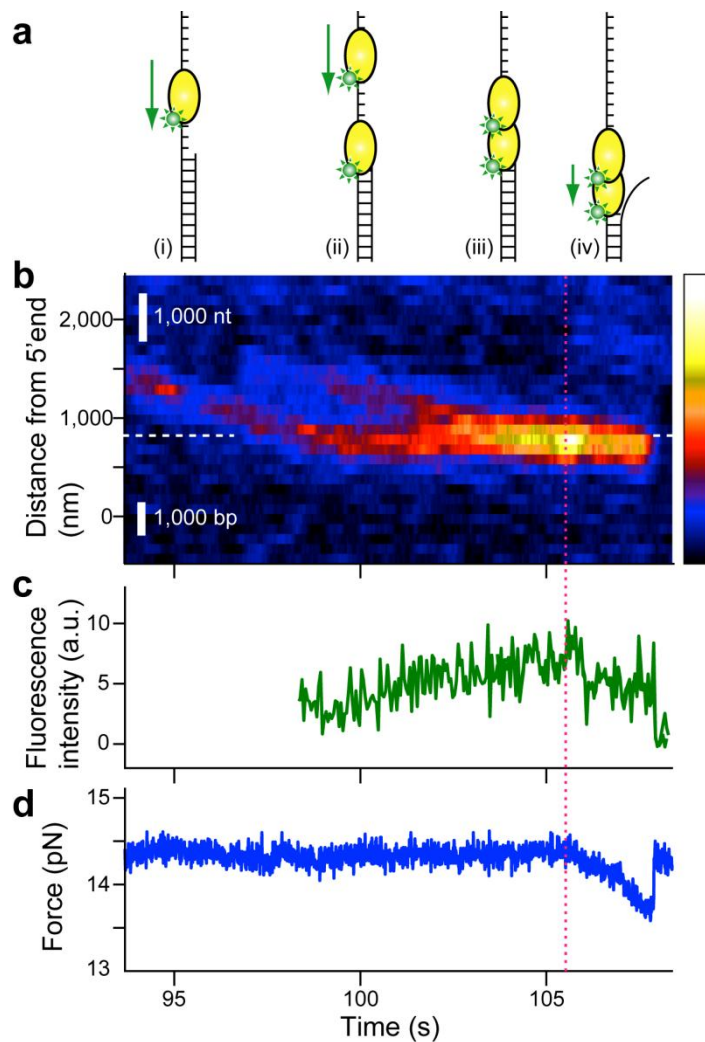 a
(i)
(ii)
(iii)
(iv)
b
Distance from 5'end
(nm)
2,000
1,000
0
1,000 nt
1,000 bp
c
Fluorescence
intensity (a.u.)
10
5
0
d
Force (pN)
15
14
13
95
100
105
Time (s)